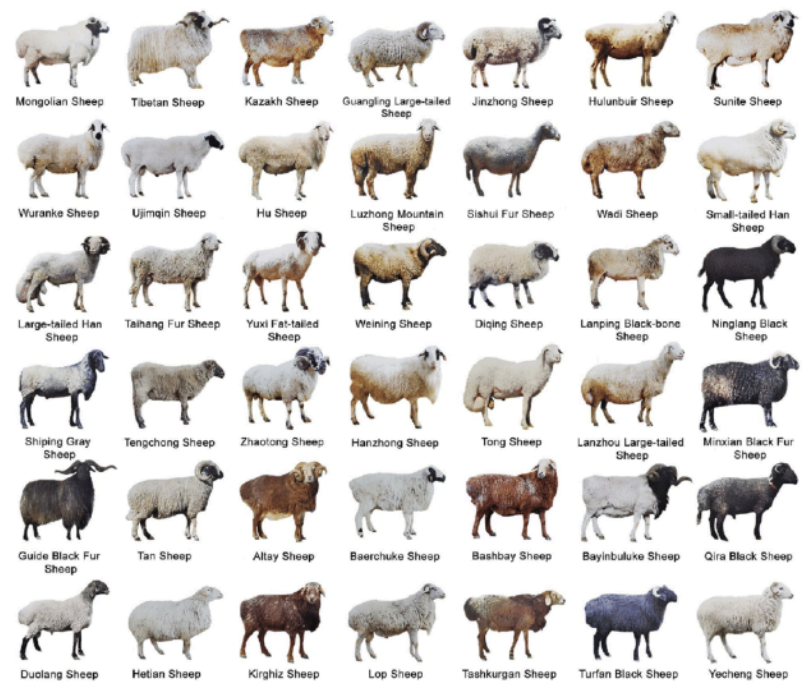 Mongolian Sheep
Tibetan Sheep
Kazakh Sheep
Guangling Large-tailed
Sheep
Jinzhong Sheep
Hulunbuir Sheep
Sunite Sheep
Wuranke Sheep
Ujimqin Sheep
Hu Sheep
Luzhong Mountain
Sheep
Sishui Fur Sheep
Wadi Sheep
Small-tailed Han
Sheep
Large-tailed Han
Sheep
Taihang Fur Sheep
Yuxi Fat-tailed
Sheep
Weining Sheep
Diqing Sheep
Lanping Black-bone
Sheep
Ninglang Black
Sheep
Shiping Gray
Sheep
Tengchong Sheep
Zhaotong Sheep
Hanzhong Sheep
Tong Sheep
Lanzhou Large-tailed
Sheep
Minxian Black Fur
Sheep
Guide Black Fur
Sheep
Tan Sheep
Altay Sheep
Baerchuke Sheep
Bashbay Sheep
Bayinbuluke Sheep
Qira Black Sheep
Duolang Sheep
Hetian Sheep
Kirghiz Sheep
Lop Sheep
Tashkurgan Sheep
Turfan Black Sheep
Yecheng Sheep